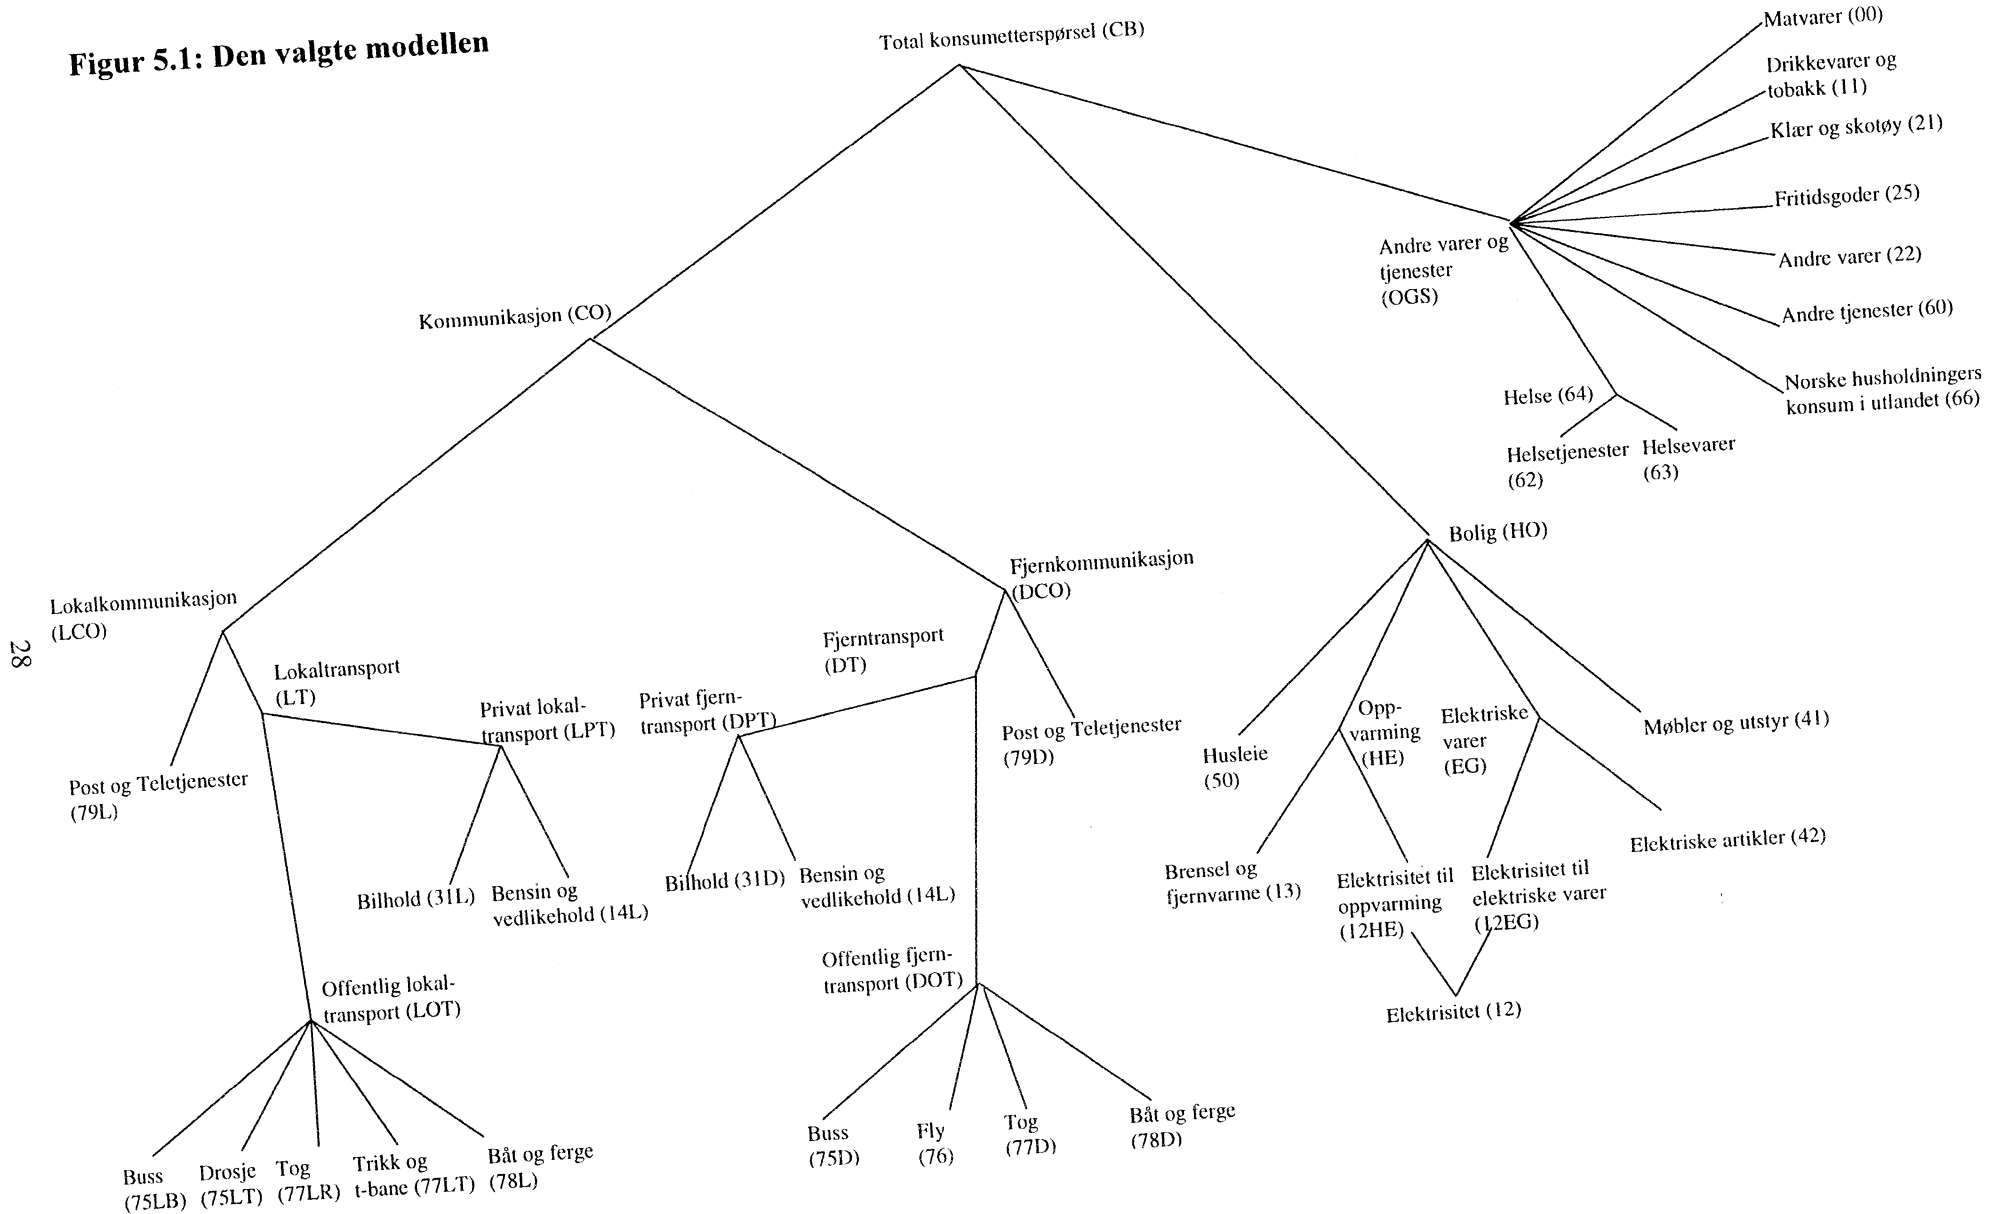 Figur 5.1: Den valgte modellen
Total konsumetterspørsel (CB)
Matvarer (00)
Drikkevarer og
tobakk (11)
Klær og skotøy (21)
Fritidsgoder (25)
Andre varer (22)
Andre tjenester (60)
Norske husholdningers
konsum i utlandet (66)
Andre varer og
tjenester
(OGS)
Helse (64)
Helsetjenester
(62)
Helsevarer
(63)
Kommunikasjon (CO)
Bolig (HO)
Lokalkommunikasjon
(LCO)
Fjernkommunikasjon
(DCO)
Lokaltransport
(LT)
Fjerntransport
(DT)
Privat lokal-
transport (LPT)
Privat fjern-
transport (DPT)
Post og Teletjenester
(79L)
Post og Teletjenester
(79D)
Husleie
(50)
Opp-
varming
(HE)
Elektriske
varer
(EG)
Møbler og utstyr (41)
Bilhold (31L)
Bensin og
vedlikehold (14L)
Bilhold (31D)
Bensin og
vedlikehold (14L)
Brensel og
fjernvarme (13)
Elektrisitet til
oppvarming
(12HE)
Elektrisitet til
elektriske varer
(12EG)
Elektriske artikler (42)
Elektrisitet (12)
Offentlig lokal-
transport (LOT)
Offentlig fjern-
transport (DOT)
Buss
(75LB)
Drosje
(75LT)
Tog
(77LR)
Trikk og
t-bane (77LT)
Båt og ferge
(78L)
Buss
(75D)
Fly
(76)
Tog
(77D)
Båt og ferge
(78D)
28